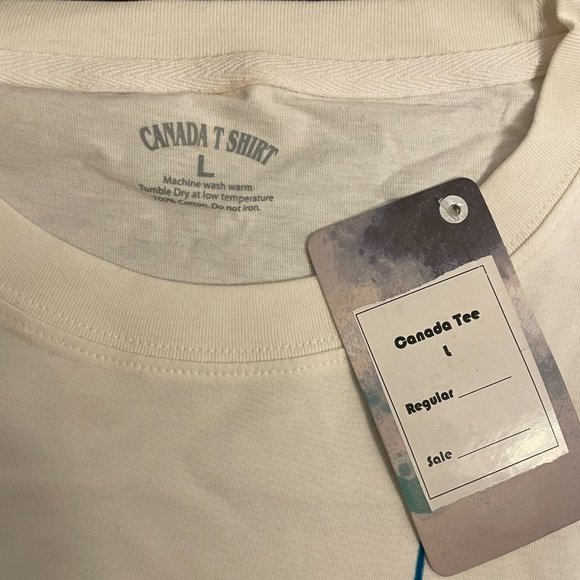 CANADA T SHIRT
L
Machine wash warm
Tumble Dry at low temperature
100% Cotton. Do not iron.
Canada Tee
L
Regular
Sale